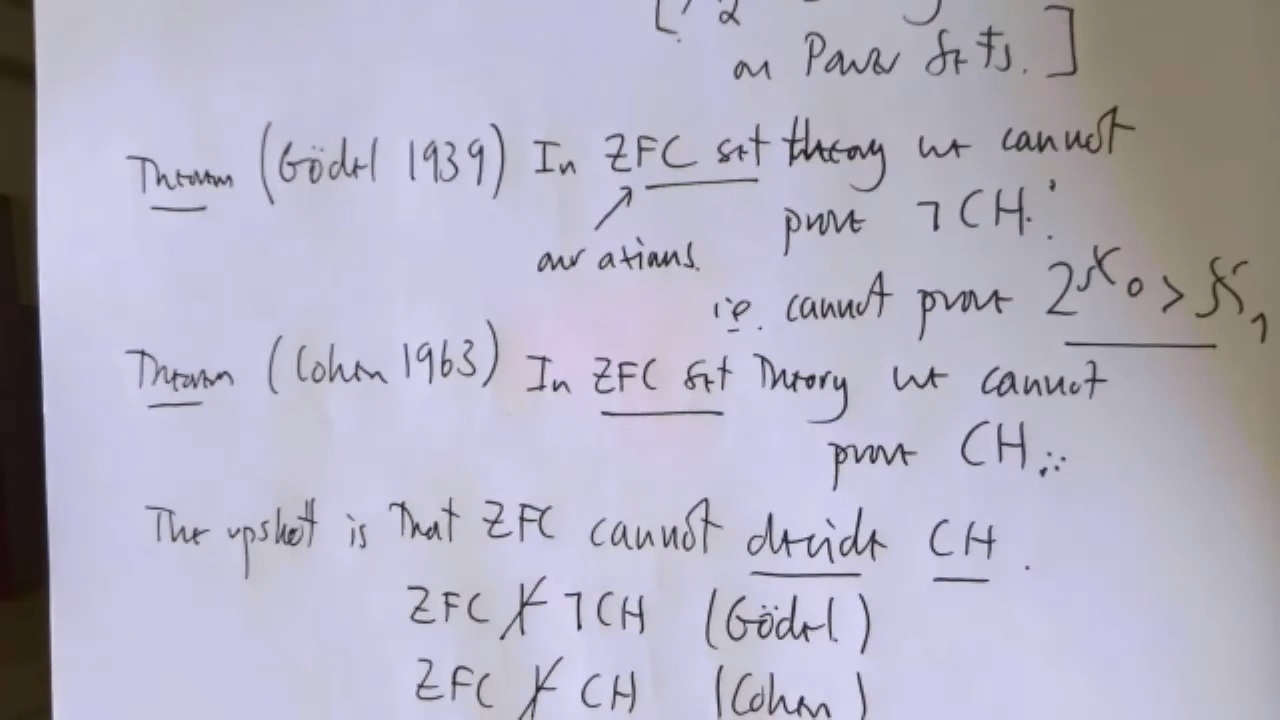 [
on Power Sets.]
Theorem (Gödel 1939) In ZFC set theory we cannot
prove ¬CH.
our axioms.
i.e. cannot prove 2^ℵ₀ > ℵ₁
Theorem (Cohen 1963) In ZFC set Theory we cannot
prove CH.
The upshot is that ZFC cannot decide CH.
ZFC ⊬ ¬CH (Gödel)
ZFC ⊬ CH (Cohen)